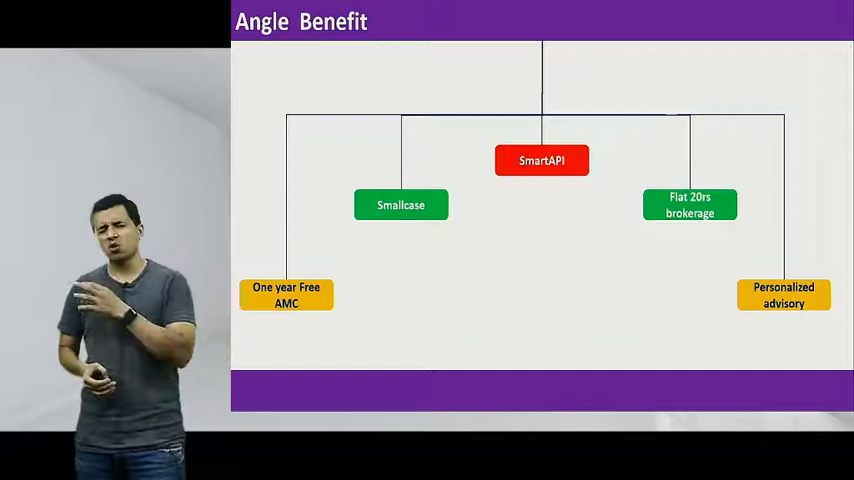 Angle Benefit
SmartAPI
Smallcase
Flat 20rs
brokerage
One year Free
AMC
Personalized
advisory